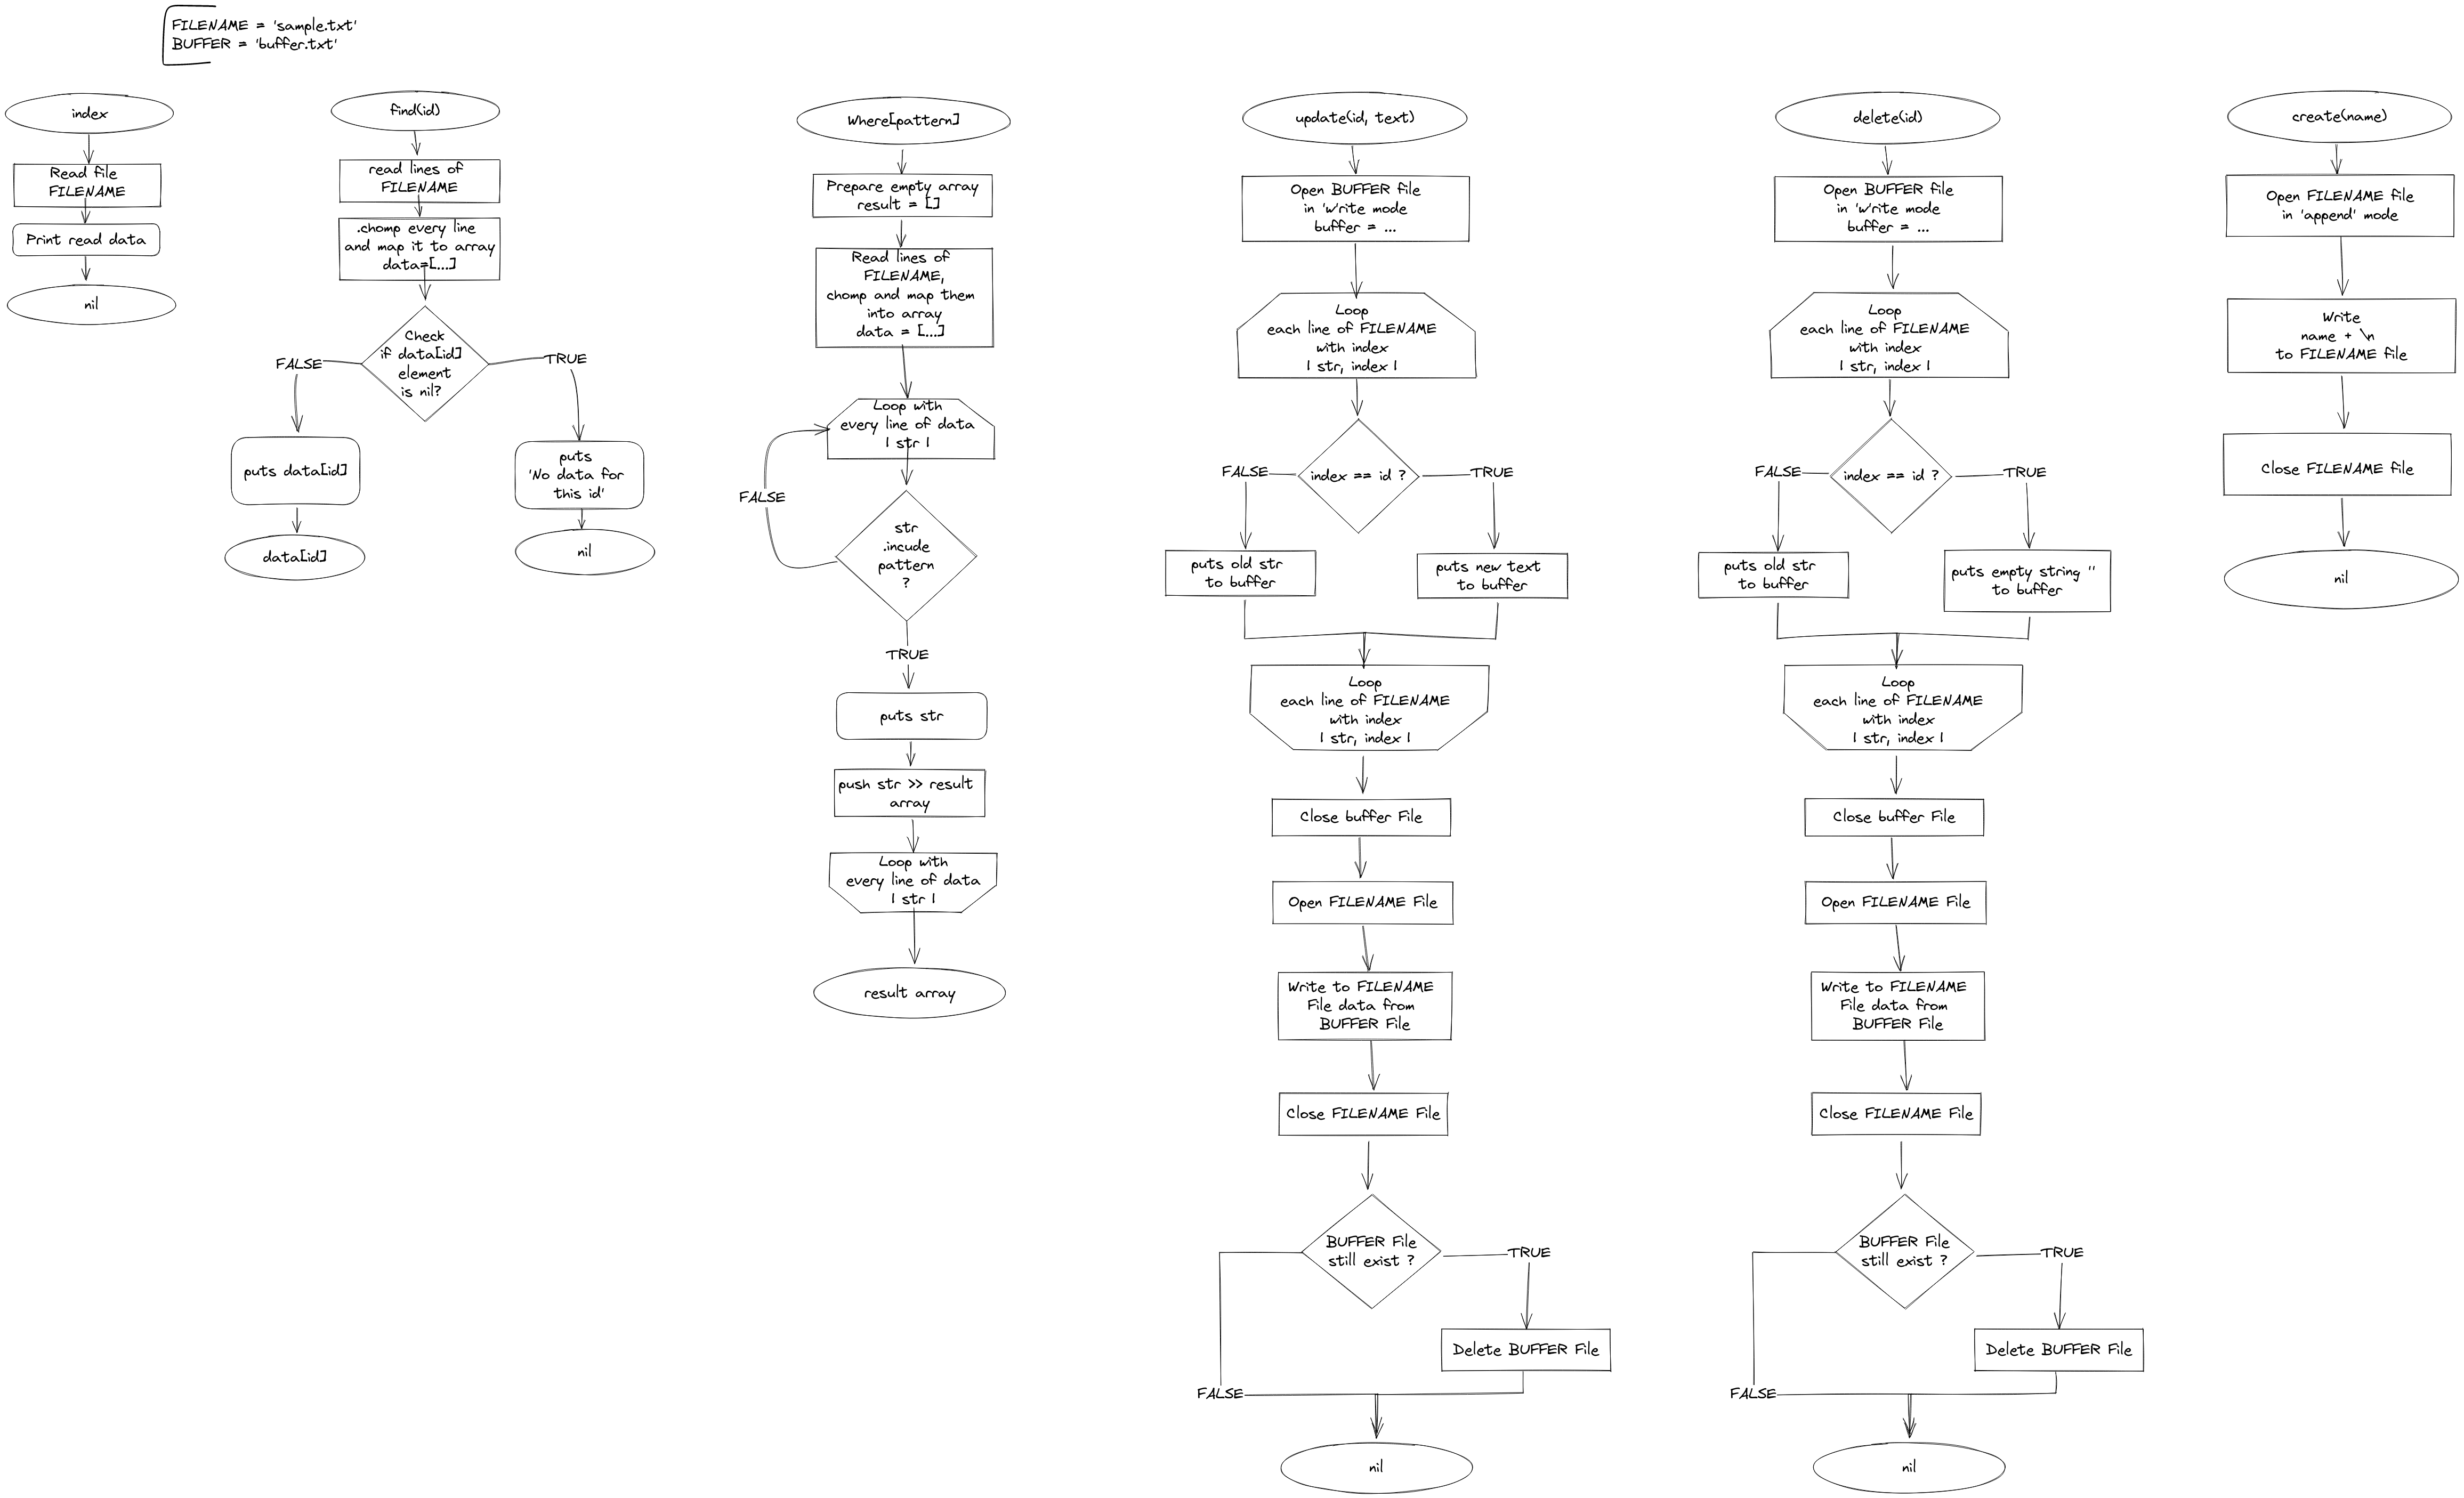 FILENAME = 'sample.txt'
BUFFER = 'buffer.txt'
index
Read file
FILENAME
Print read data
nil
find(id)
read lines of
FILENAME
.chomp every line
and map it to array
data=[...]
Check
if data[id]
element
is nil?
FALSE
TRUE
puts data[id]
data[id]
puts
'No data for
this id'
nil
Where[pattern]
Prepare empty array
result = []
Read lines of
FILENAME,
chomp and map them
into array
data = [...]
Loop with
every line of data
| str |
FALSE
str
.incude
pattern
?
TRUE
puts str
push str >> result
array
Loop with
every line of data
| str |
result array
update(id, text)
Open BUFFER file
in 'w'rite mode
buffer = ...
Loop
each line of FILENAME
with index
| str, index |
index == id ?
FALSE
TRUE
puts old str
to buffer
puts new text
to buffer
Loop
each line of FILENAME
with index
| str, index |
Close buffer File
Open FILENAME File
Write to FILENAME
File data from
BUFFER File
Close FILENAME File
BUFFER File
still exist ?
TRUE
Delete BUFFER File
FALSE
nil
delete(id)
Open BUFFER file
in 'w'rite mode
buffer = ...
Loop
each line of FILENAME
with index
| str, index |
index == id ?
FALSE
TRUE
puts old str
to buffer
puts empty string ''
to buffer
Loop
each line of FILENAME
with index
| str, index |
Close buffer File
Open FILENAME File
Write to FILENAME
File data from
BUFFER File
Close FILENAME File
BUFFER File
still exist ?
TRUE
Delete BUFFER File
FALSE
nil
create(name)
Open FILENAME file
in 'append' mode
Write
name + \n
to FILENAME file
Close FILENAME file
nil